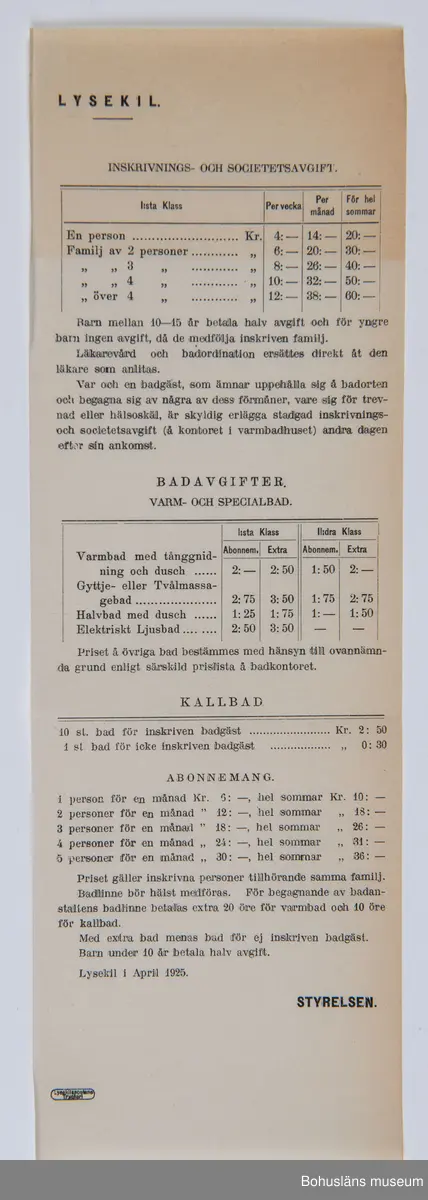 LYSEKIL.
INSKRIVNINGS- OCH SOCIETETSAVGIFT.
I:sta Klass Per vecka Per månad För hel sommar
En person .......................... Kr. 4:— 14:— 20:—
Familj av 2 personer ........... „ 6:— 20:— 30:—
„ „ 3 „ .................. „ 8:— 26:— 40:—
„ „ 4 „ .................. „ 10:— 32:— 50:—
„ över 4 „ .................. „ 12:— 38:— 60:—
Barn mellan 10—15 år betala halv avgift och för yngre
barn ingen avgift, då de medfölja inskriven familj.
Läkarevård och badordination ersättes direkt åt den
läkare som anlitas.
Var och en badgäst, som ämnar uppehålla sig å badorten
och begagna sig av några av dess förmåner, vare sig för trev-
nad eller hälsoskäl, är skyldig erlägga stadgad inskrivnings-
och societetsavgift (å kontoret i varmbadhuset) andra dagen
efter sin ankomst.
BADAVGIFTER.
VARM- OCH SPECIALBAD.
I:sta Klass II:dra Klass
Abonnem. Extra Abonnem. Extra
Varmbad med tånggnid-
ning och dusch ...... 2:— 2:50 1:50 2:—
Gyttje- eller Tvålmassa-
gebad ...................... 2:75 3:50 1:75 2:75
Halvbad med dusch ...... 1:25 1:75 1:— 1:50
Elektriskt Ljusbad ......... 2:50 3:50 — —
Priset å övriga bad bestämmes med hänsyn till ovannämn-
da grund enligt särskild prislista å badkontoret.
KALLBAD
10 st. bad för inskriven badgäst ........................ Kr. 2: 50
1 st. bad för icke inskriven badgäst .................. „ 0: 30
ABONNEMANG.
1 person för en månad Kr. 6: —, hel sommar Kr. 10: —
2 personer för en månad " 12: —, hel sommar „ 18: —
3 personer för en månad " 18: —, hel sommar „ 26: —
4 personer för en månad „ 24: —, hel sommar „ 31: —
5 personer för en månad „ 30: —, hel sommar „ 36: —
Priset gäller inskrivna personer tillhörande samma familj.
Badlinne bör hälst medföras. För begagnande av badan-
staltens badlinne betalas extra 20 öre för varmbad och 10 öre
för kallbad.
Med extra bad menas bad för ej inskriven badgäst.
Barn under 10 år betala halv avgift.
Lysekil i April 1925.
STYRELSEN.
Lysekilspostens
Tryckeri
Bohusläns museum